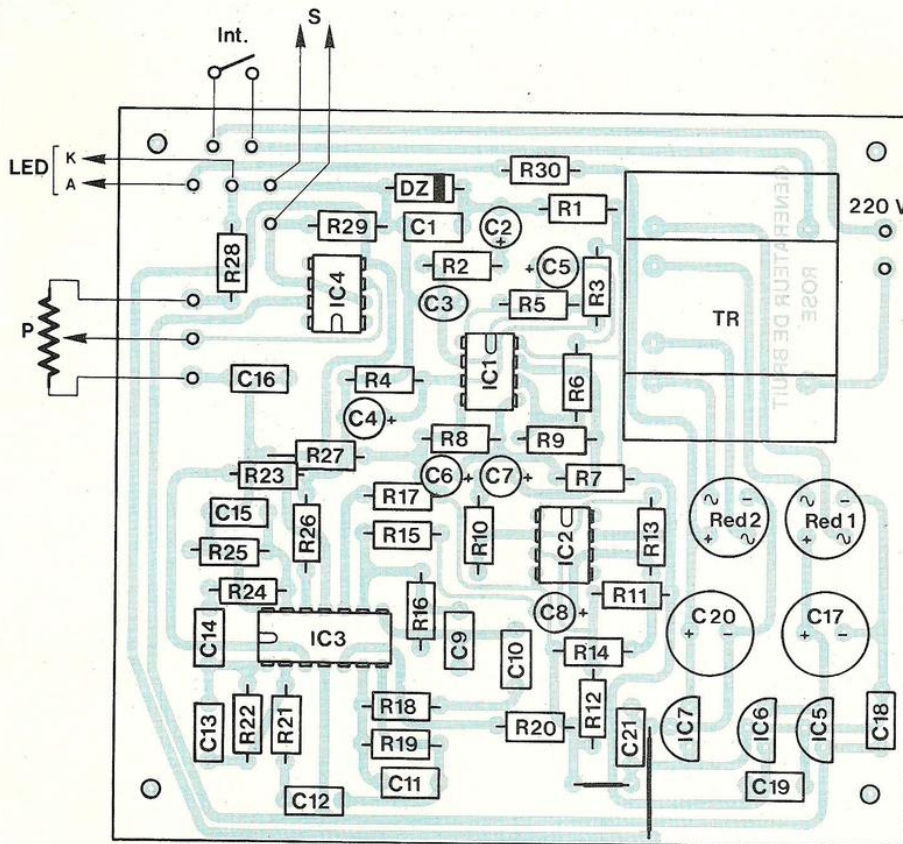 S
Int.
LED
K
A
220 V
P
R30
DZ
R1
R29
C1
C2
+
R28
R2
+
C5
R3
IC4
C3
R5
TR
GENERATEUR DE BRUIT
ROSE
IC1
R6
C16
R4
C4
+
R8
R9
R27
R23
C6
+
C7
+
R7
R17
C15
R26
R15
R10
IC2
R13
Red 2
~
-
+
~
Red 1
~
-
+
~
R25
R24
R16
C8
+
R11
C20
+
-
C17
+
-
C14
IC3
C9
C10
R14
R18
R12
C13
R22
R21
R20
C21
IC7
IC6
IC5
C18
R19
C11
C12
C19